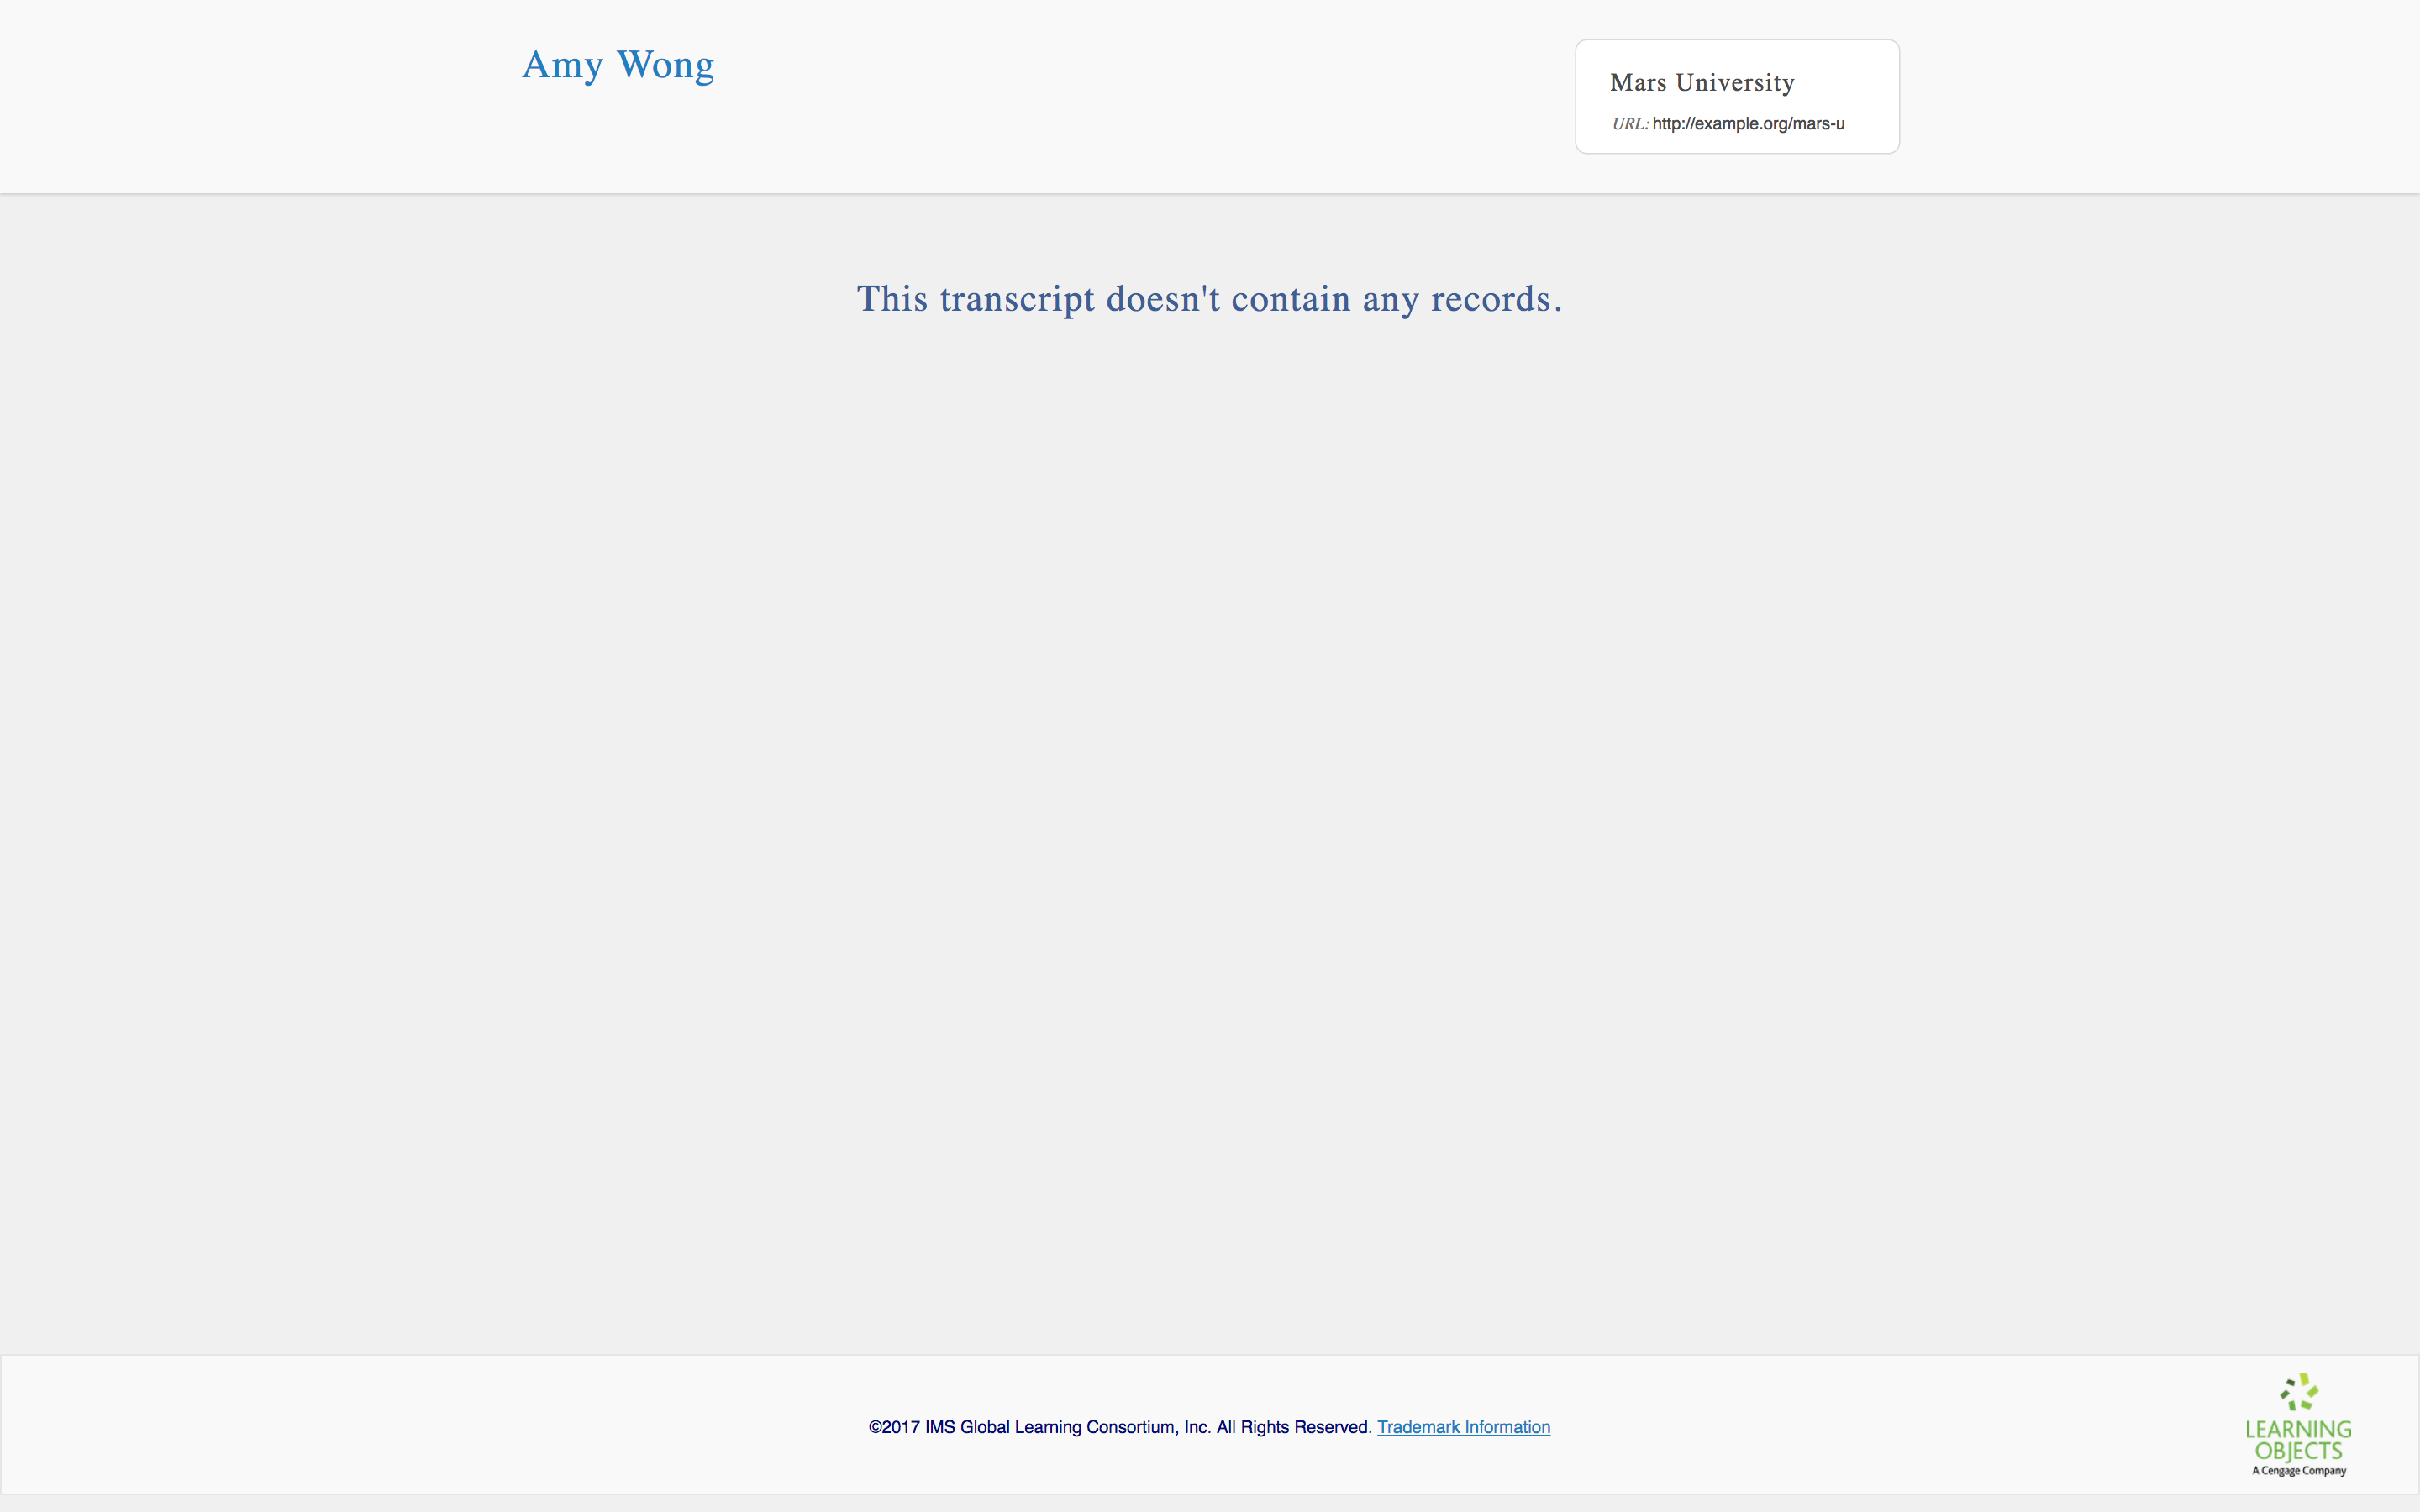 Amy Wong
Mars University
URL: http://example.org/mars-u
This transcript doesn't contain any records.
©2017 IMS Global Learning Consortium, Inc. All Rights Reserved. Trademark Information
LEARNING
OBJECTS
A Cengage Company